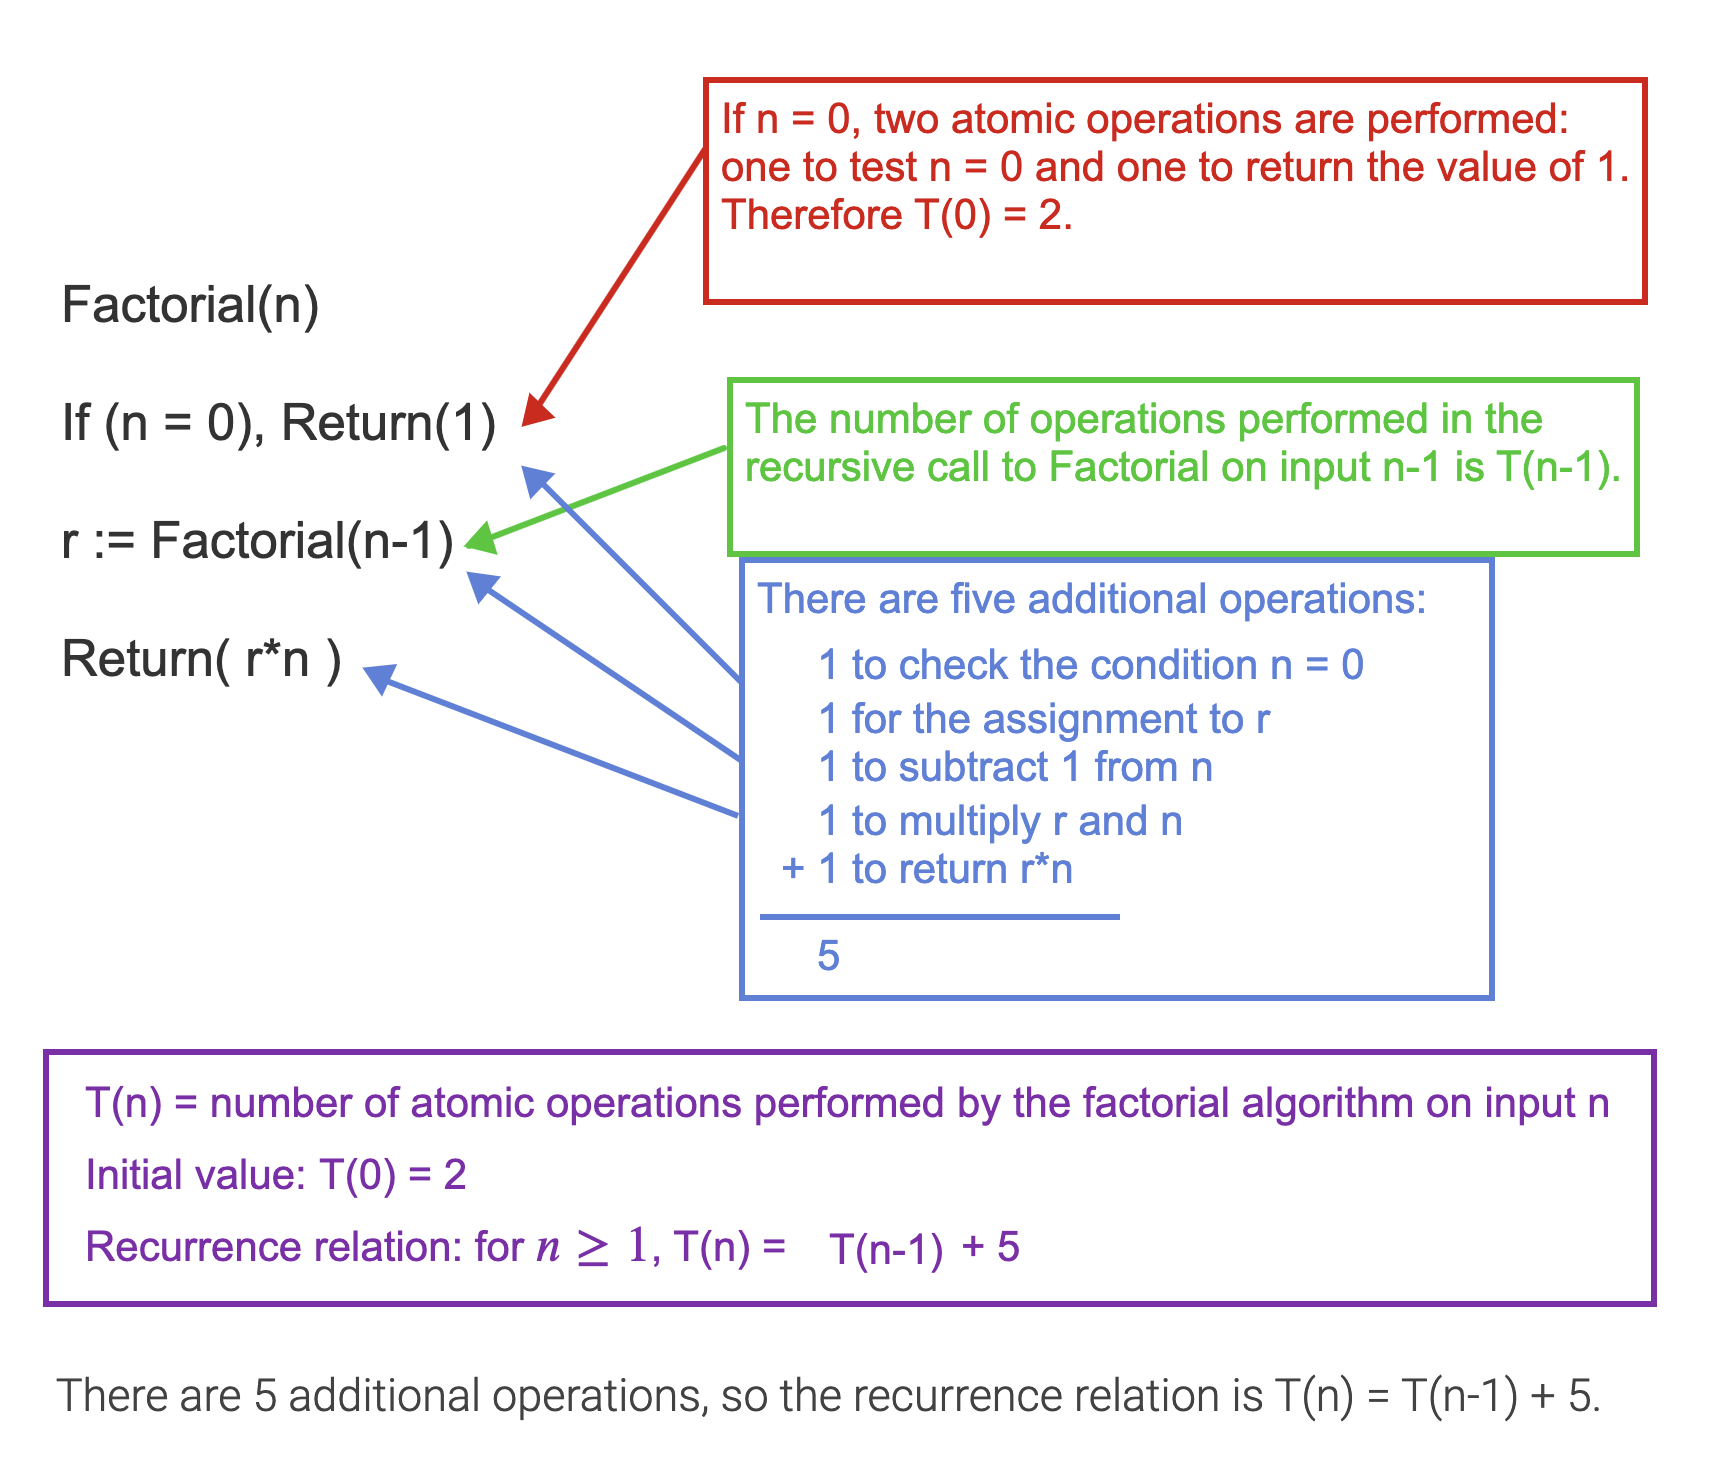 If n = 0, two atomic operations are performed:
one to test n = 0 and one to return the value of 1.
Therefore T(0) = 2.
Factorial(n)
If (n = 0), Return(1)
r := Factorial(n-1)
Return( r*n )
The number of operations performed in the
recursive call to Factorial on input n-1 is T(n-1).
There are five additional operations:
1 to check the condition n = 0
1 for the assignment to r
1 to subtract 1 from n
1 to multiply r and n
+ 1 to return r*n
5
T(n) = number of atomic operations performed by the factorial algorithm on input n
Initial value: T(0) = 2
Recurrence relation: for n ≥ 1, T(n) = T(n-1) + 5
There are 5 additional operations, so the recurrence relation is T(n) = T(n-1) + 5.